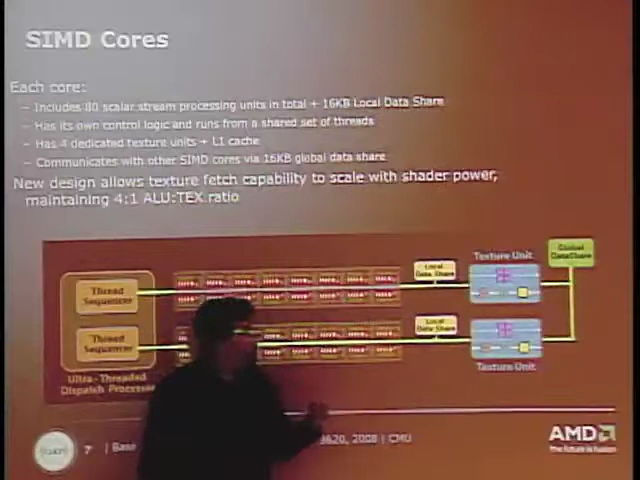 SIMD Cores
Each core:
– Includes 80 scalar stream processing units in total + 16KB Local Data Share
– Has its own control logic and runs from a shared set of threads
– Has 4 dedicated texture units + L1 cache
– Communicates with other SIMD cores via 16KB global data share
New design allows texture fetch capability to scale with shader power,
maintaining 4:1 ALU:TEX ratio
Global
DataShare
Texture Unit
Local
Data Share
Thread
Sequencer
Local
Data Share
Thread
Sequencer
Texture Unit
Ultra-Threaded
Dispatch Processor
7 | Base
2008 | CMU
AMD
The future is fusion